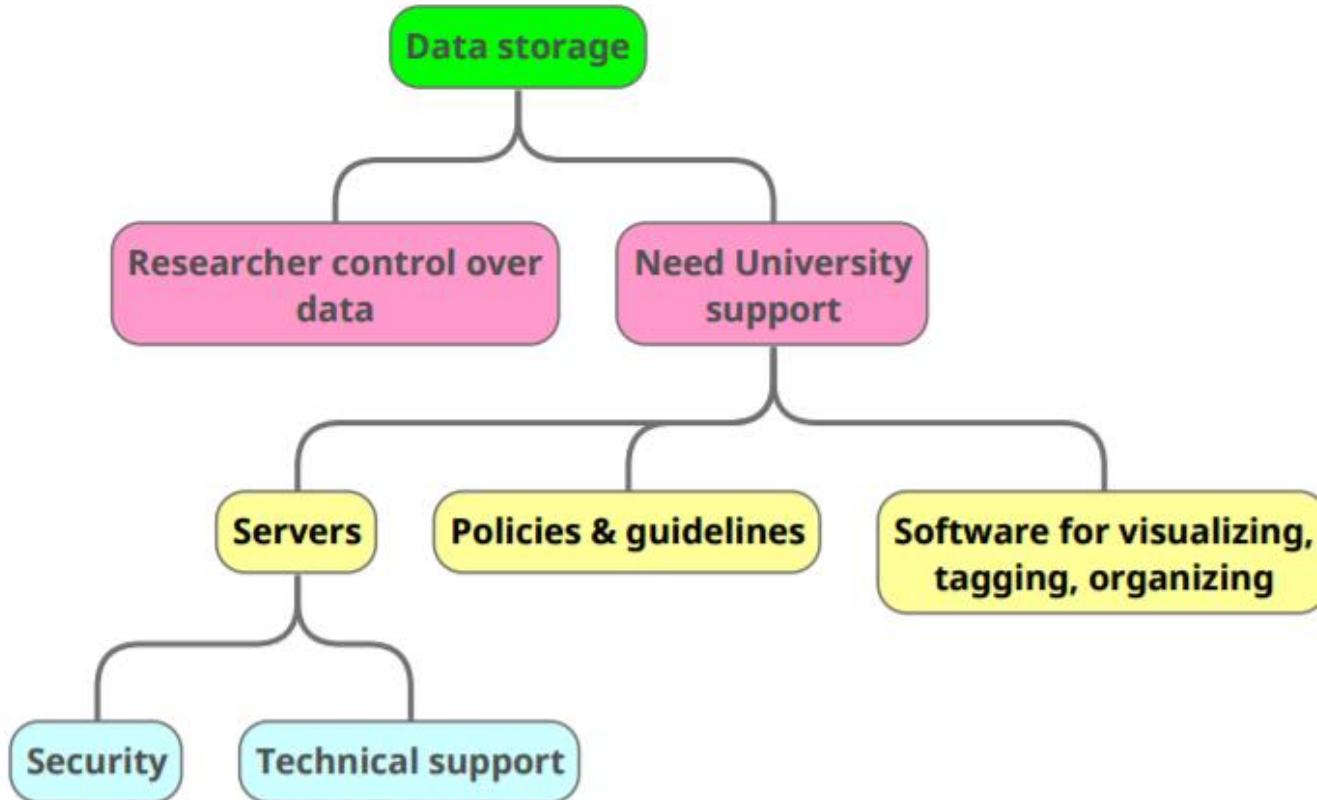 Data storage
Researcher control over
data
Need University
support
Servers
Policies & guidelines
Software for visualizing,
tagging, organizing
Security
Technical support